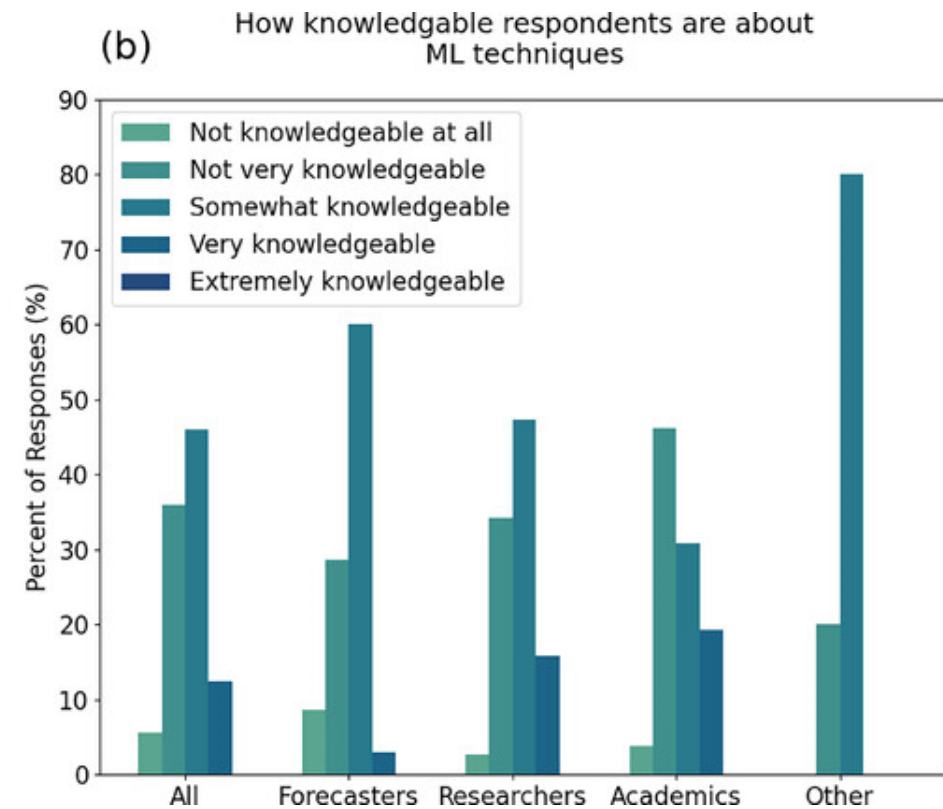 (b)
How knowledgable respondents are about
ML techniques
90
80
70
60
50
40
30
20
10
0
Percent of Responses (%)
Not knowledgeable at all
Not very knowledgeable
Somewhat knowledgeable
Very knowledgeable
Extremely knowledgeable
All Forecasters Researchers Academics Other